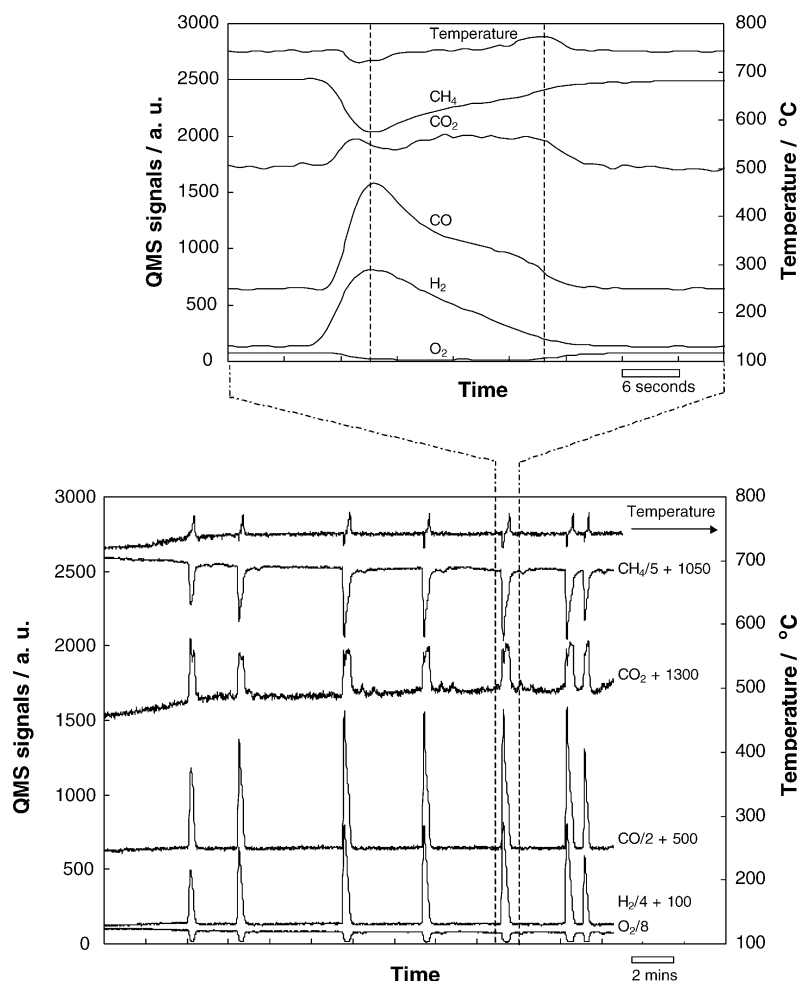 3000
2500
2000
1500
1000
500
0
QMS signals / a. u.
800
700
600
500
400
300
200
100
Temperature / °C
Temperature
CH4
CO2
CO
H2
O2
Time
6 seconds
3000
2500
2000
1500
1000
500
0
QMS signals / a. u.
800
700
600
500
400
300
200
100
Temperature / °C
Temperature
CH4/5 + 1050
CO2 + 1300
CO/2 + 500
H2/4 + 100
O2/8
Time
2 mins